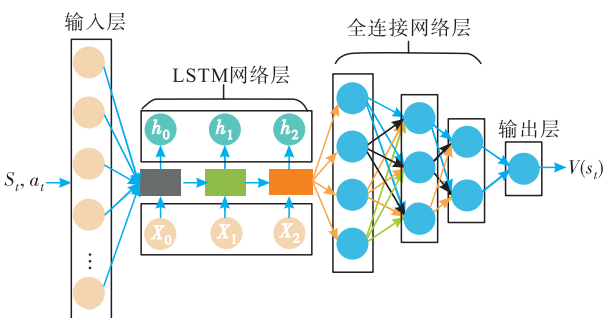 输入层
全连接网络层
LSTM网络层
输出层
h₀ h₁ h₂
Sₜ, aₜ
V(sₜ)
X₀ X₁ X₂
⋮